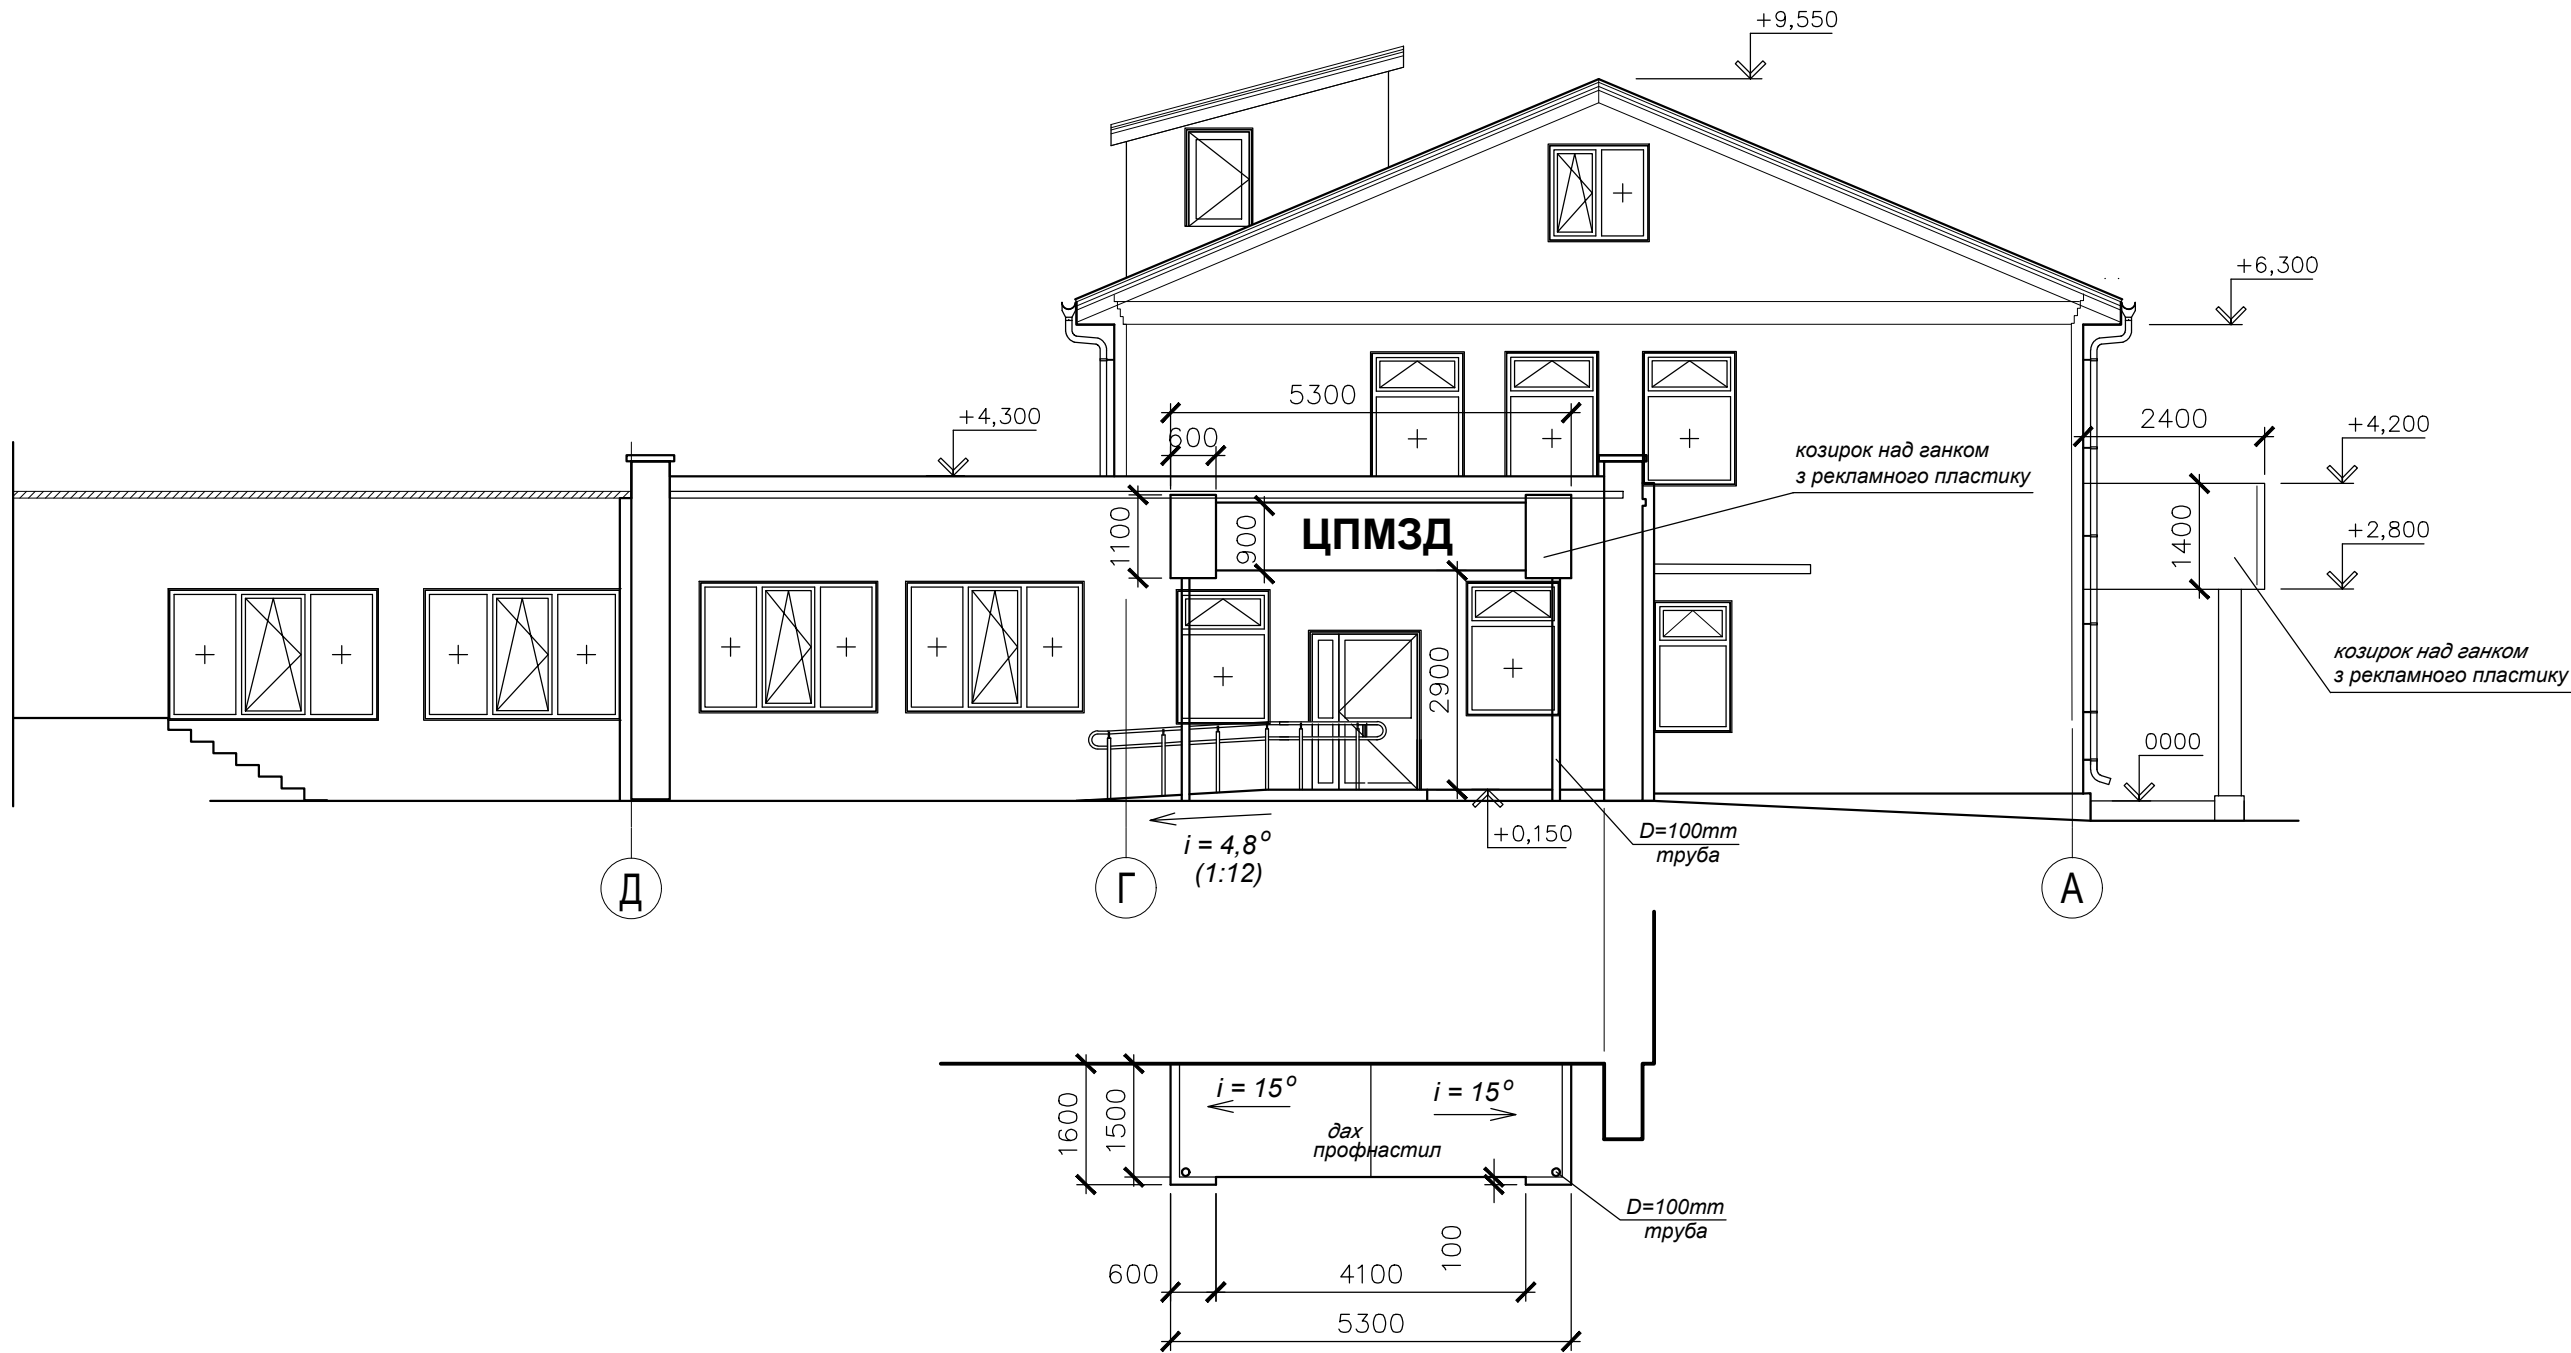 +9,550
+6,300
5300
+4,300
600
2400
+4,200
козирок над ганком
з рекламного пластику
1100
900
ЦПМЗД
1400
+2,800
2900
козирок над ганком
з рекламного пластику
0000
+0,150
D=100mm
труба
i = 4,8°
(1:12)
Д
Г
А
1600
1500
i = 15°
i = 15°
дах
профнастил
D=100mm
труба
100
600
4100
5300